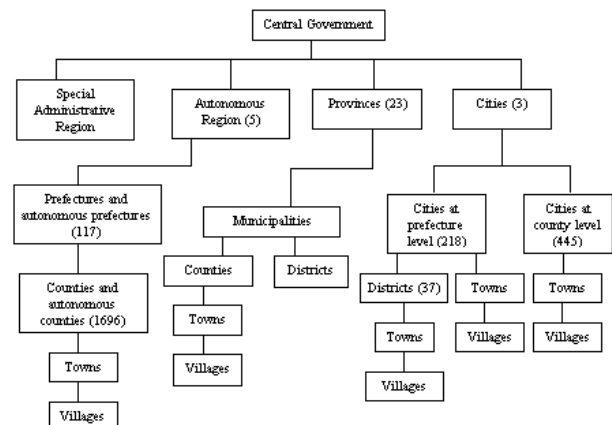 Central Government
Special
Administrative
Region
Autonomous
Region (5)
Provinces (23)
Cities (3)
Prefectures and
autonomous prefectures
(117)
Municipalities
Cities at
prefecture
level (218)
Cities at
county level
(445)
Counties and
autonomous
counties (1696)
Counties
Districts
Districts (37)
Towns
Towns
Towns
Towns
Villages
Towns
Villages
Villages
Towns
Villages
Villages